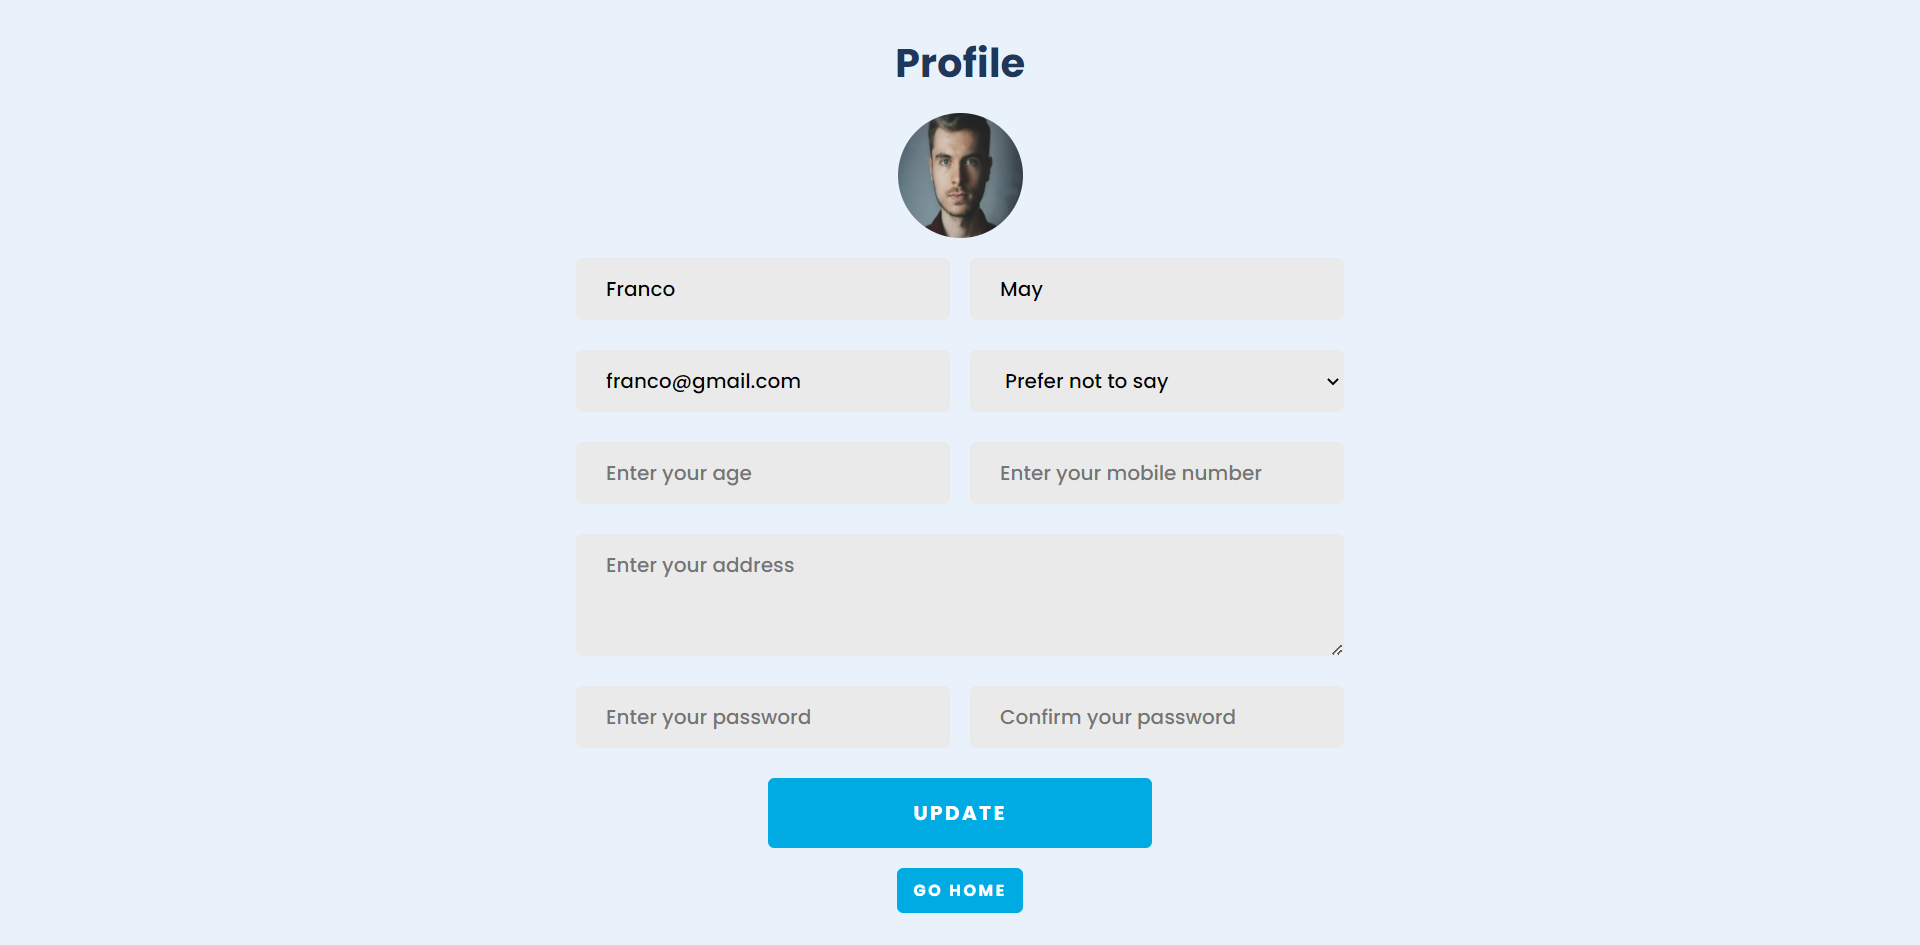 Profile
Franco
May
franco@gmail.com
Prefer not to say
Enter your age
Enter your mobile number
Enter your address
Enter your password
Confirm your password
UPDATE
GO HOME